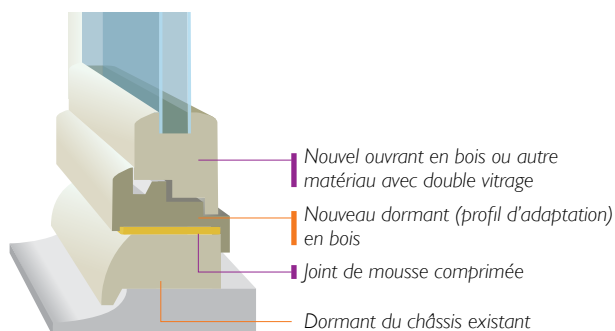 Nouvel ouvrant en bois ou autre
matériau avec double vitrage
Nouveau dormant (profil d'adaptation)
en bois
Joint de mousse comprimée
Dormant du châssis existant